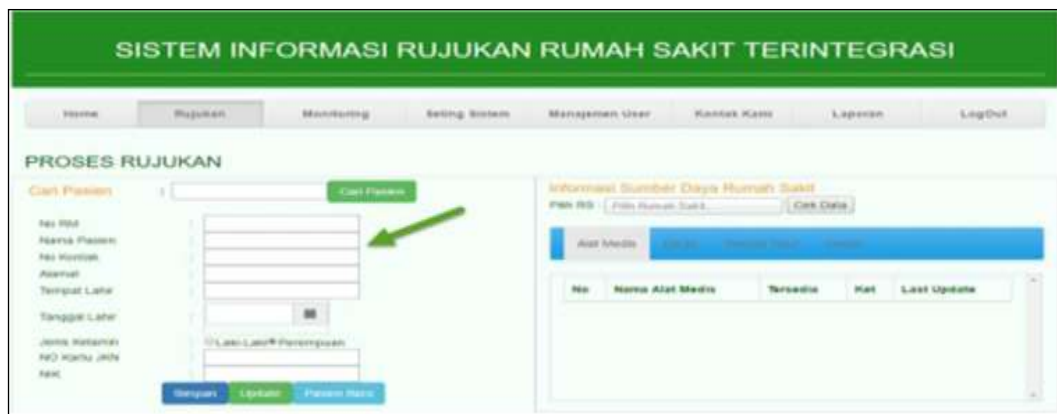 SISTEM INFORMASI RUJUKAN RUMAH SAKIT TERINTEGRASI
Home Rujukan Monitoring Seting Sistem Manajemen User Kontak Kami Laporan LogOut
PROSES RUJUKAN
Cari Pasien : Cari Pasien
No RM :
Nama Pasien :
No Kontak :
Alamat :
Tempat Lahir :
Tanggal Lahir :
Jenis Kelamin : Laki-Laki Perempuan
NO Kartu JKN :
NIK :
Simpan Update Pasien Baru
Informasi Sumber Daya Rumah Sakit
Pilih RS : Pilih Rumah Sakit.. Cek Data
Alat Medis
No Nama Alat Medis Tersedia Ket Last Update